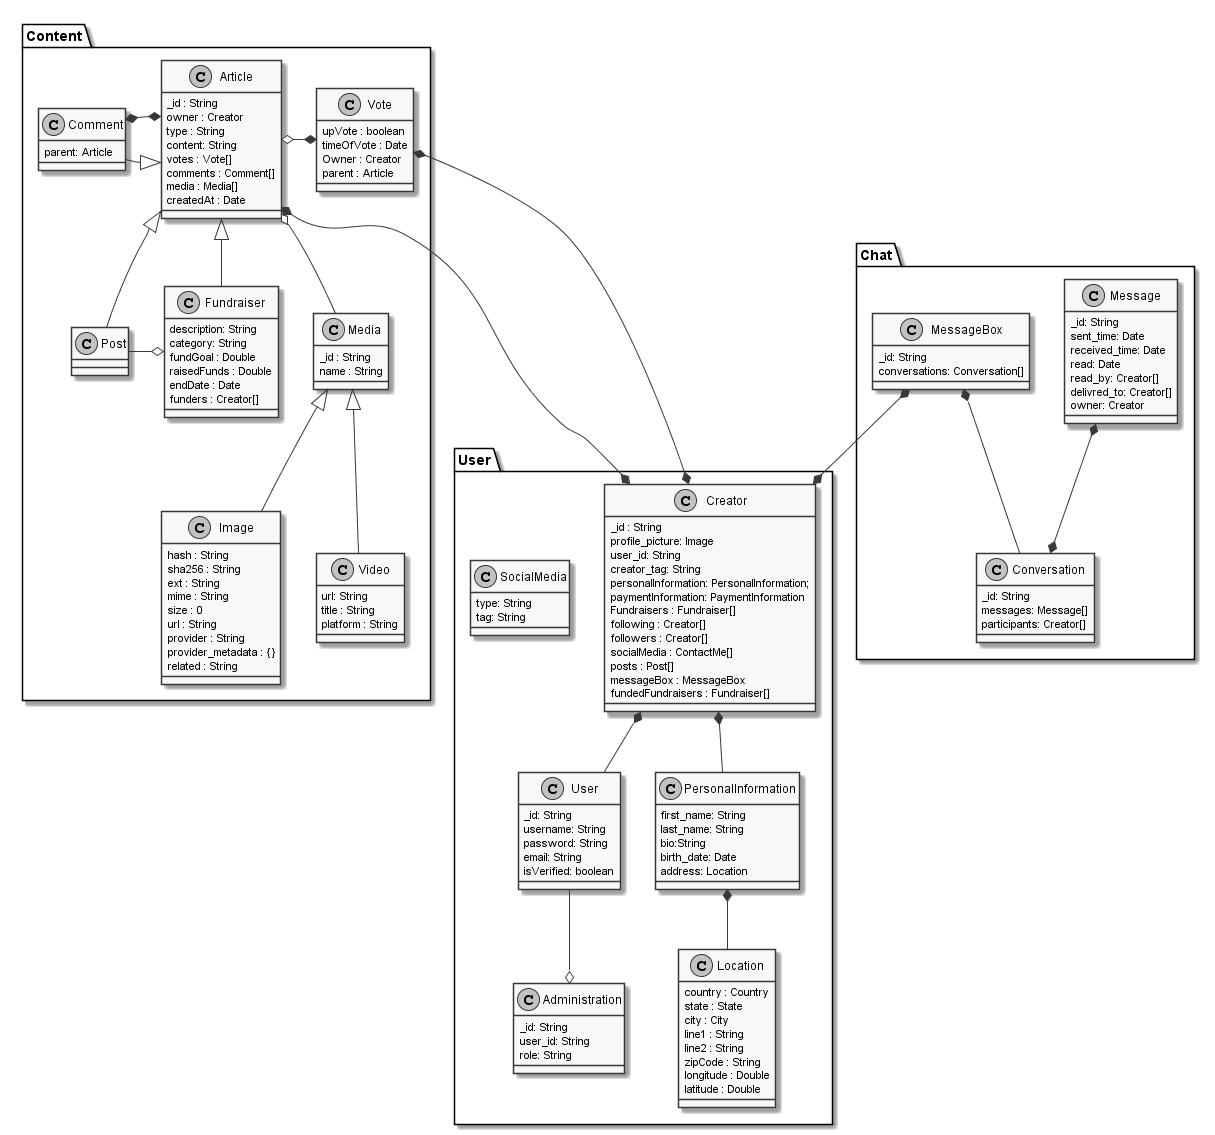 Content
C Article
_id : String
owner : Creator
type : String
content: String
votes : Vote[]
comments : Comment[]
media : Media[]
createdAt : Date
C Comment
parent: Article
C Vote
upVote : boolean
timeOfVote : Date
Owner : Creator
parent : Article
C Post
C Fundraiser
description: String
category: String
fundGoal : Double
raisedFunds : Double
endDate : Date
funders : Creator[]
C Media
_id : String
name : String
C Image
hash : String
sha256 : String
ext : String
mime : String
size : 0
url : String
provider : String
provider_metadata : {}
related : String
C Video
url: String
title : String
platform : String
Chat
C MessageBox
_id: String
conversations: Conversation[]
C Message
_id: String
sent_time: Date
received_time: Date
read: Date
read_by: Creator[]
delivred_to: Creator[]
owner: Creator
C Conversation
_id: String
messages: Message[]
participants: Creator[]
User
C Creator
_id : String
profile_picture: Image
user_id: String
creator_tag: String
personalInformation: PersonalInformation;
paymentInformation: PaymentInformation
Fundraisers : Fundraiser[]
following : Creator[]
followers : Creator[]
socialMedia : ContactMe[]
posts : Post[]
messageBox : MessageBox
fundedFundraisers : Fundraiser[]
C SocialMedia
type: String
tag: String
C User
_id: String
username: String
password: String
email: String
isVerified: boolean
C PersonalInformation
first_name: String
last_name: String
bio:String
birth_date: Date
address: Location
C Administration
_id: String
user_id: String
role: String
C Location
country : Country
state : State
city : City
line1 : String
line2 : String
zipCode : String
longitude : Double
latitude : Double